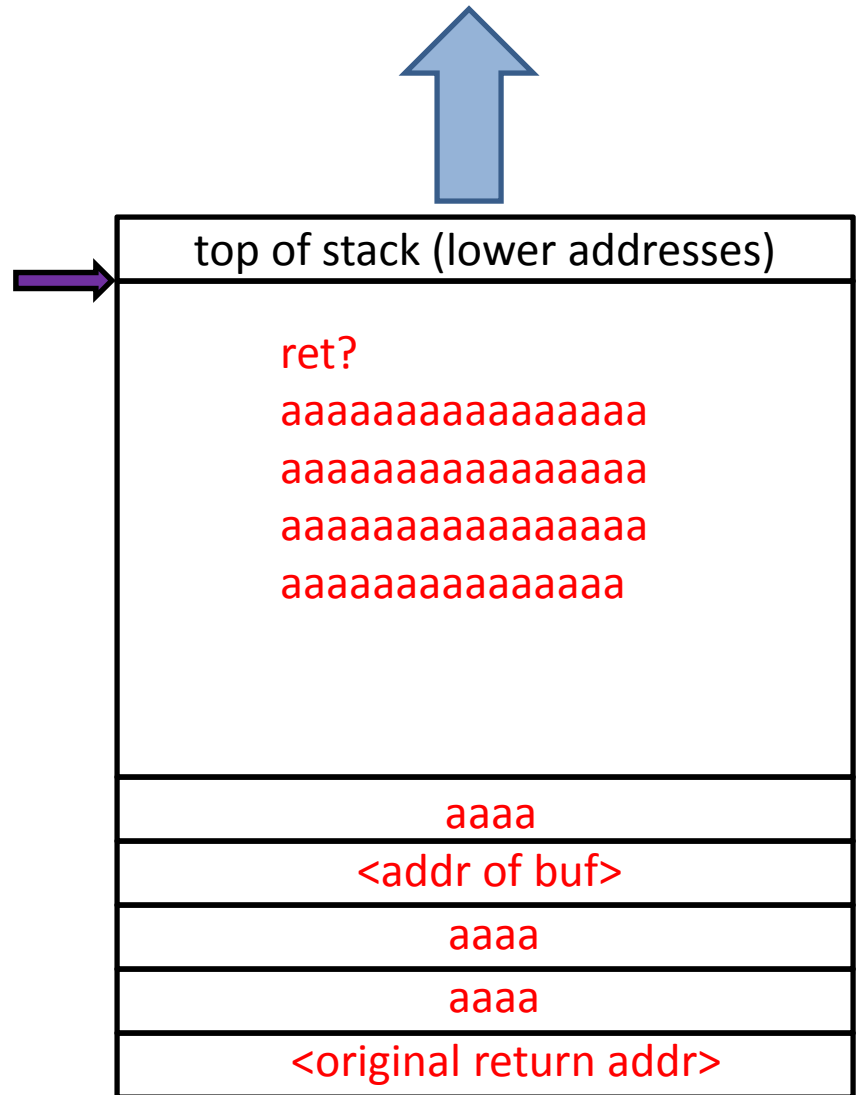 top of stack (lower addresses)
ret?
aaaaaaaaaaaaaaaa
aaaaaaaaaaaaaaaa
aaaaaaaaaaaaaaaa
aaaaaaaaaaaaaaa
aaaa
<addr of buf>
aaaa
aaaa
<original return addr>